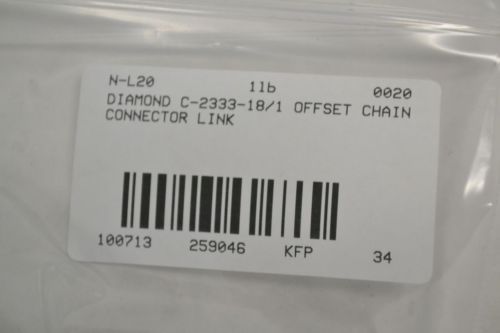 N-L20 1lb 0020
DIAMOND C-2333-18/1 OFFSET CHAIN
CONNECTOR LINK
100713 259046 KFP 34